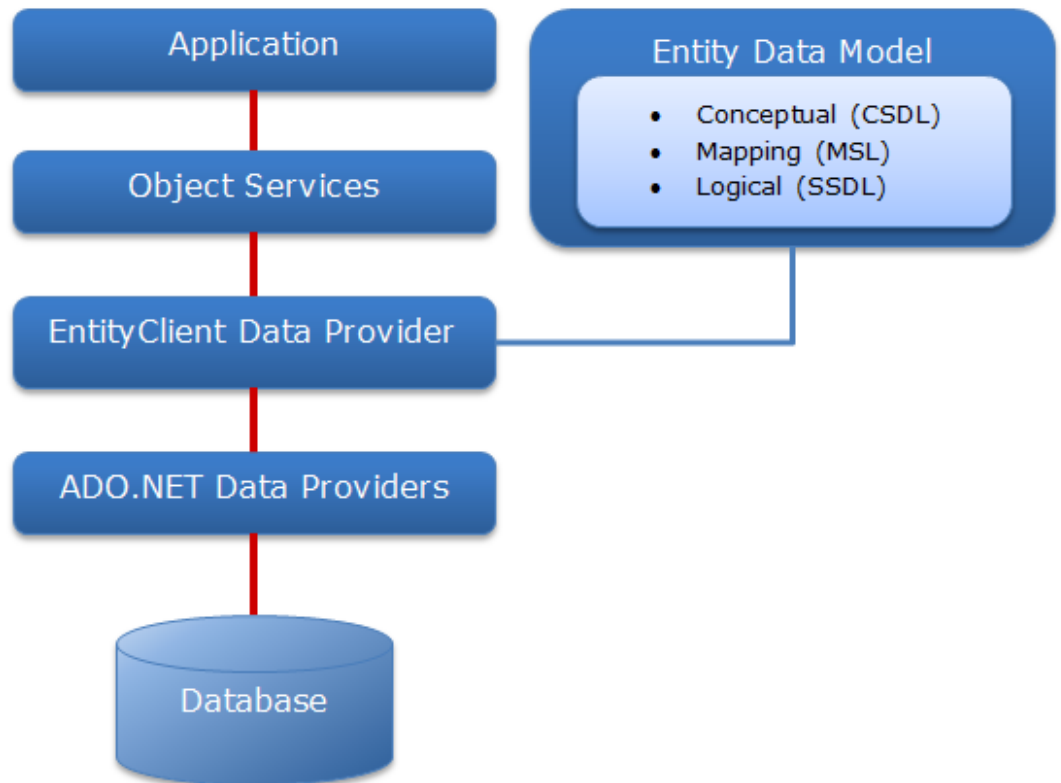 Application
Object Services
EntityClient Data Provider
ADO.NET Data Providers
Database
Entity Data Model
• Conceptual (CSDL)
• Mapping (MSL)
• Logical (SSDL)